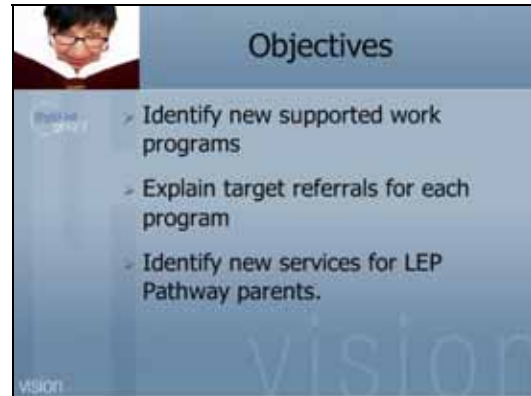 Objectives
> Identify new supported work
programs
> Explain target referrals for each
program
> Identify new services for LEP
Pathway parents.
vision
vision